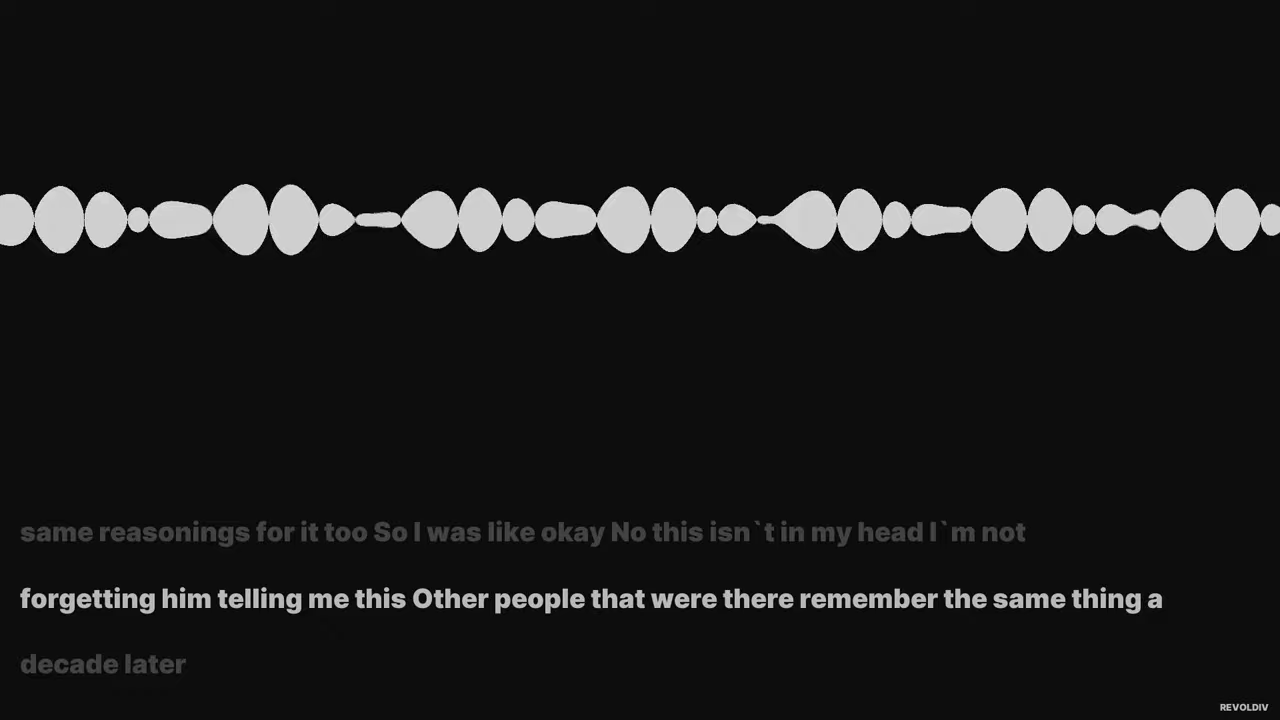 same reasonings for it too So I was like okay No this isn`t in my head I`m not
forgetting him telling me this Other people that were there remember the same thing a
decade later
REVOLDIV